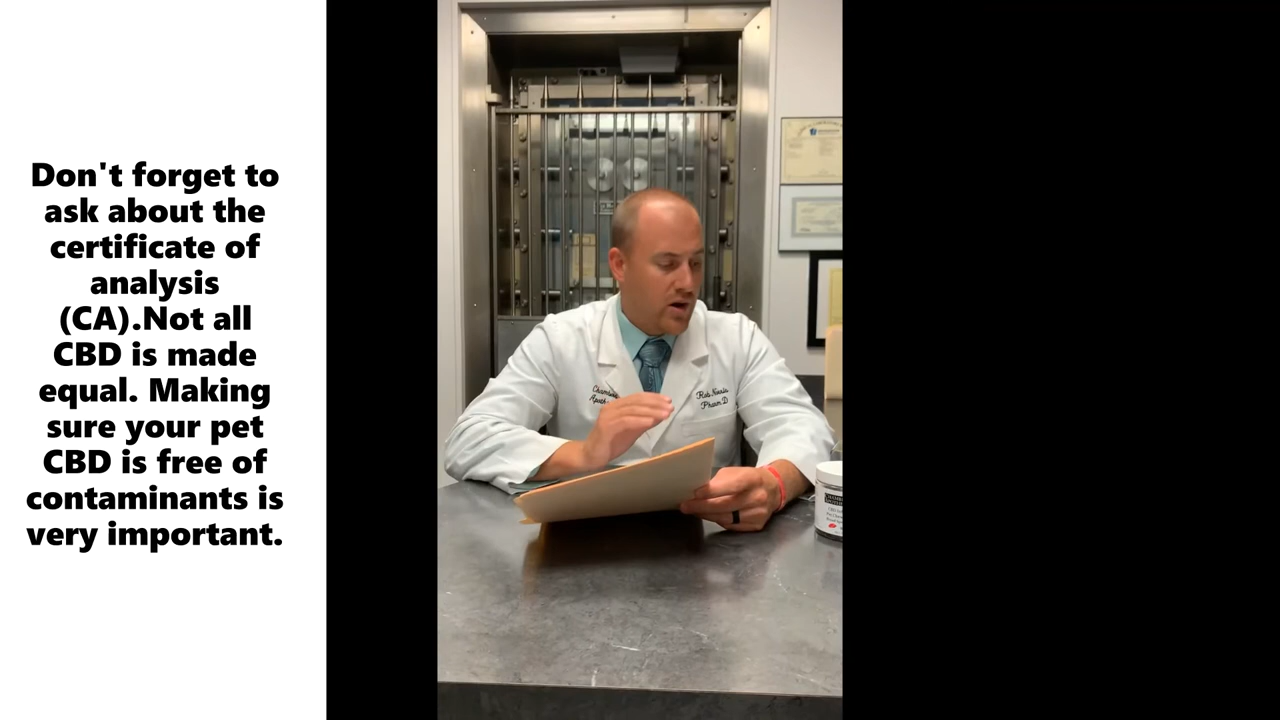 Don't forget to
ask about the
certificate of
analysis
(CA).Not all
CBD is made
equal. Making
sure your pet
CBD is free of
contaminants is
very important.
Pharm.D